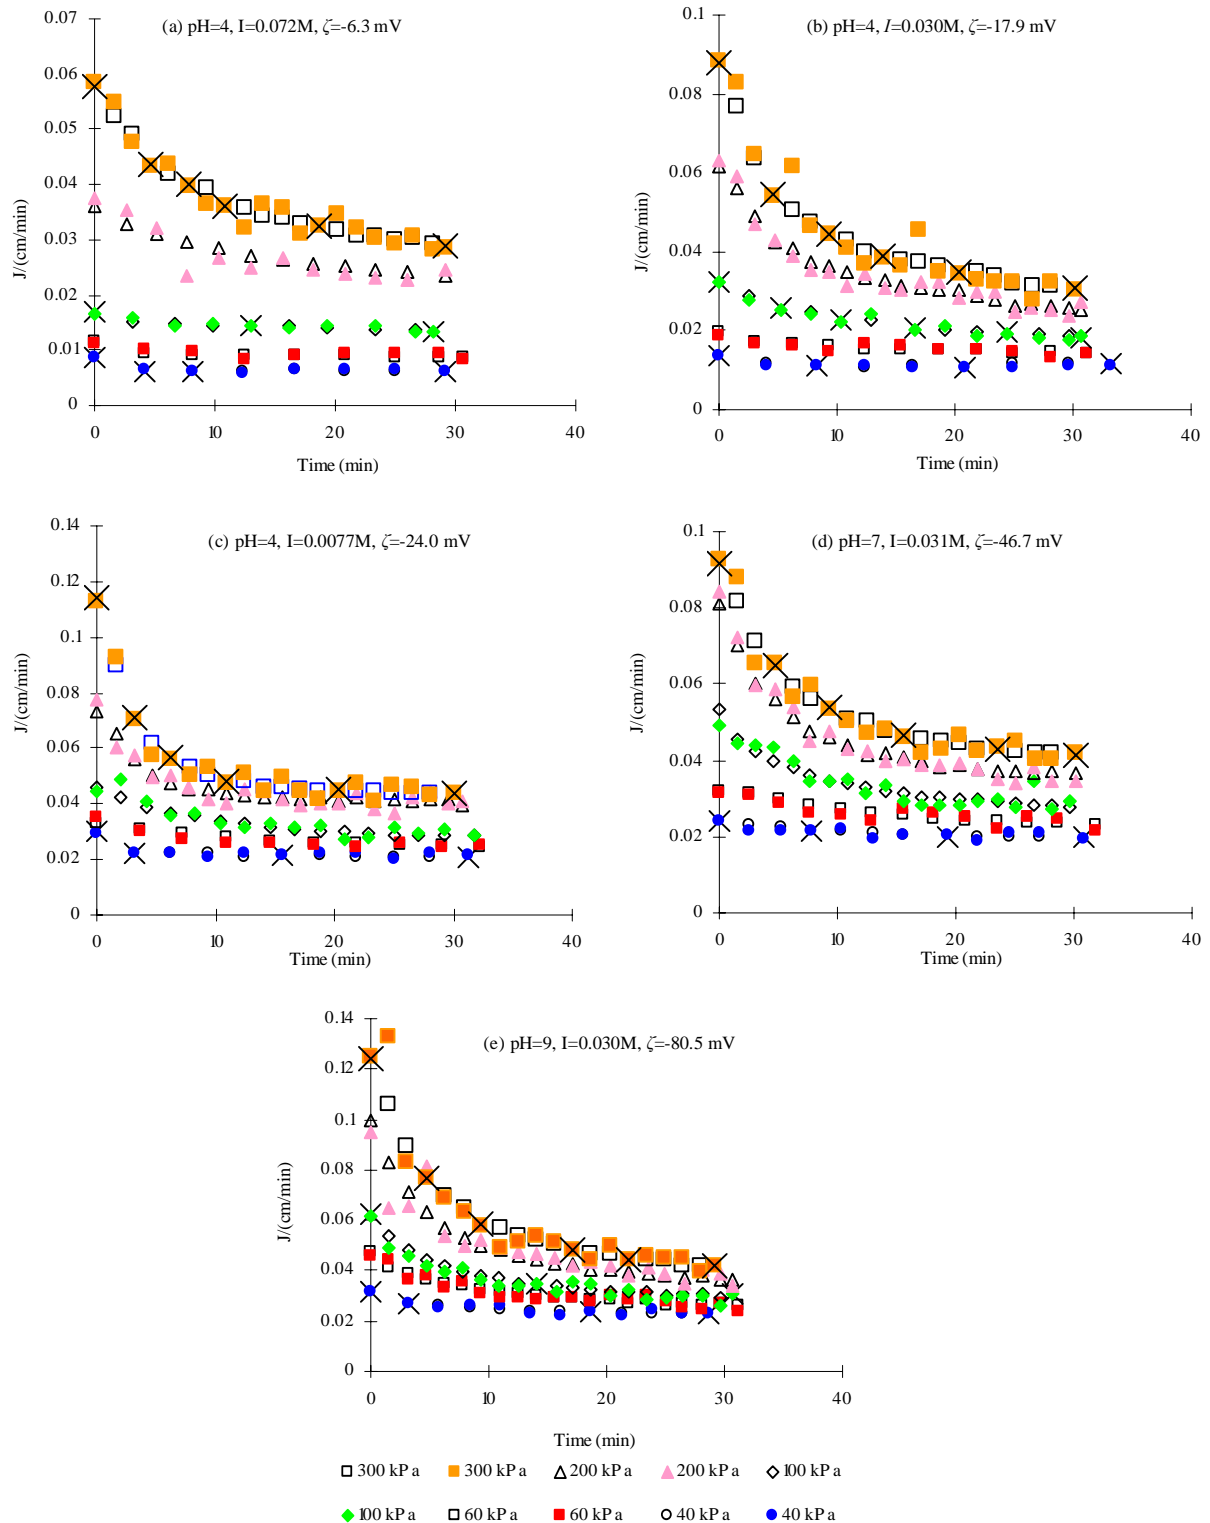 (a) pH=4, I=0.072M, ζ=-6.3 mV
0.07
0.06
0.05
0.04
0.03
0.02
0.01
0
J/(cm/min)
0 10 20 30 40
Time (min)
(b) pH=4, I=0.030M, ζ=-17.9 mV
0.1
0.08
0.06
0.04
0.02
0
J/(cm/min)
0 10 20 30 40
Time (min)
(c) pH=4, I=0.0077M, ζ=-24.0 mV
0.14
0.12
0.1
0.08
0.06
0.04
0.02
0
J/(cm/min)
0 10 20 30 40
Time (min)
(d) pH=7, I=0.031M, ζ=-46.7 mV
0.1
0.08
0.06
0.04
0.02
0
J/(cm/min)
0 10 20 30 40
Time (min)
(e) pH=9, I=0.030M, ζ=-80.5 mV
0.14
0.12
0.1
0.08
0.06
0.04
0.02
0
J/(cm/min)
0 10 20 30 40
Time (min)
300 kPa 300 kPa 200 kPa 200 kPa 100 kPa
100 kPa 60 kPa 60 kPa 40 kPa 40 kPa